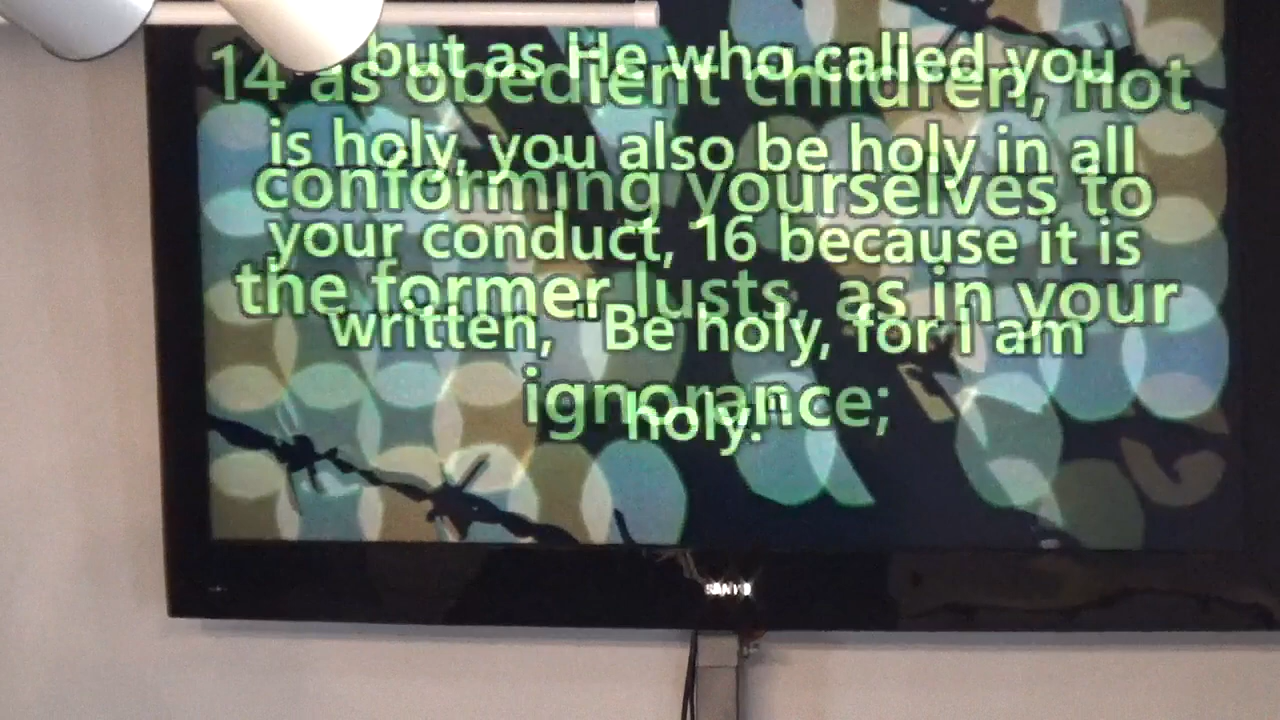 14 as obedient children, not
conforming yourselves to
the former lusts, as in your
ignorance;
but as He who called you
is holy, you also be holy in all
your conduct, 16 because it is
written, "Be holy, for I am
holy."
SANYO